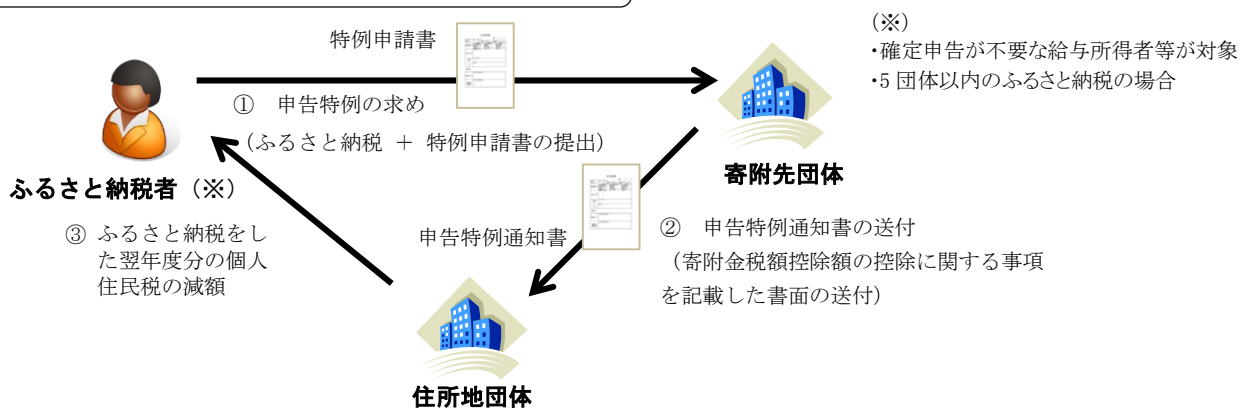 特例申請書
① 申告特例の求め
(ふるさと納税 + 特例申請書の提出)
(※)
・確定申告が不要な給与所得者等が対象
・5 団体以内のふるさと納税の場合
ふるさと納税者(※)
寄附先団体
③ ふるさと納税をし
た翌年度分の個人
住民税の減額
申告特例通知書
② 申告特例通知書の送付
(寄附金税額控除額の控除に関する事項
を記載した書面の送付)
住所地団体